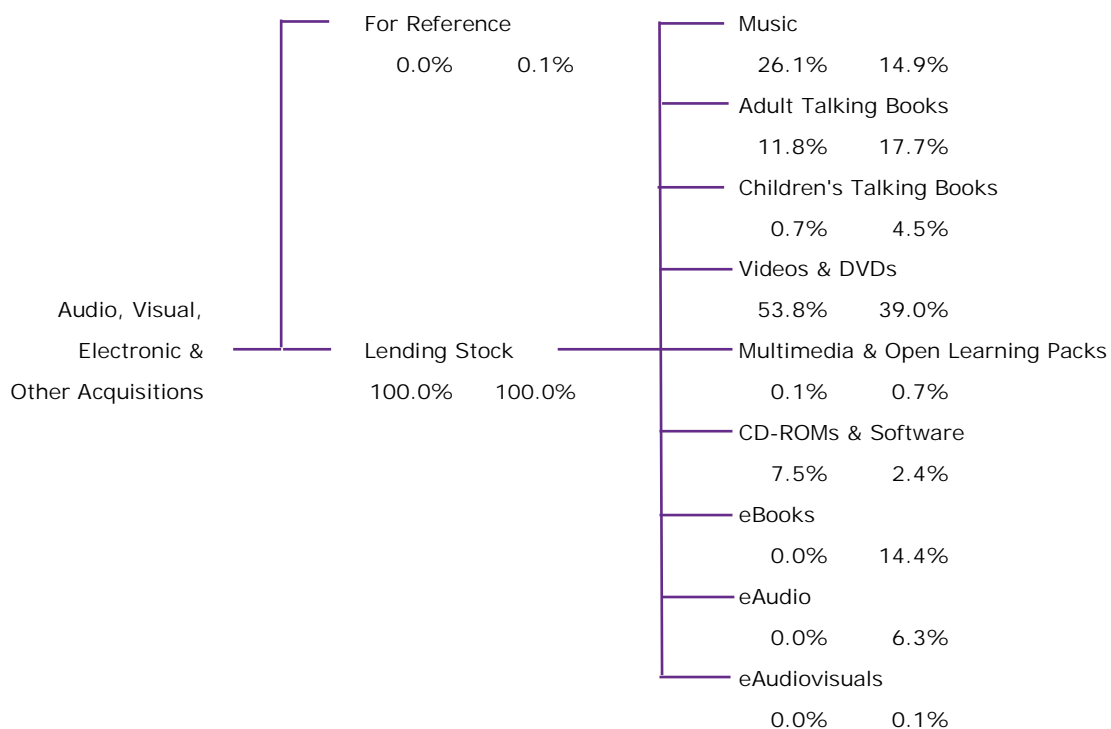 For Reference
0.0% 0.1%
Audio, Visual,
Electronic &
Other Acquisitions
Lending Stock
100.0% 100.0%
Music
26.1% 14.9%
Adult Talking Books
11.8% 17.7%
Children's Talking Books
0.7% 4.5%
Videos & DVDs
53.8% 39.0%
Multimedia & Open Learning Packs
0.1% 0.7%
CD-ROMs & Software
7.5% 2.4%
eBooks
0.0% 14.4%
eAudio
0.0% 6.3%
eAudiovisuals
0.0% 0.1%